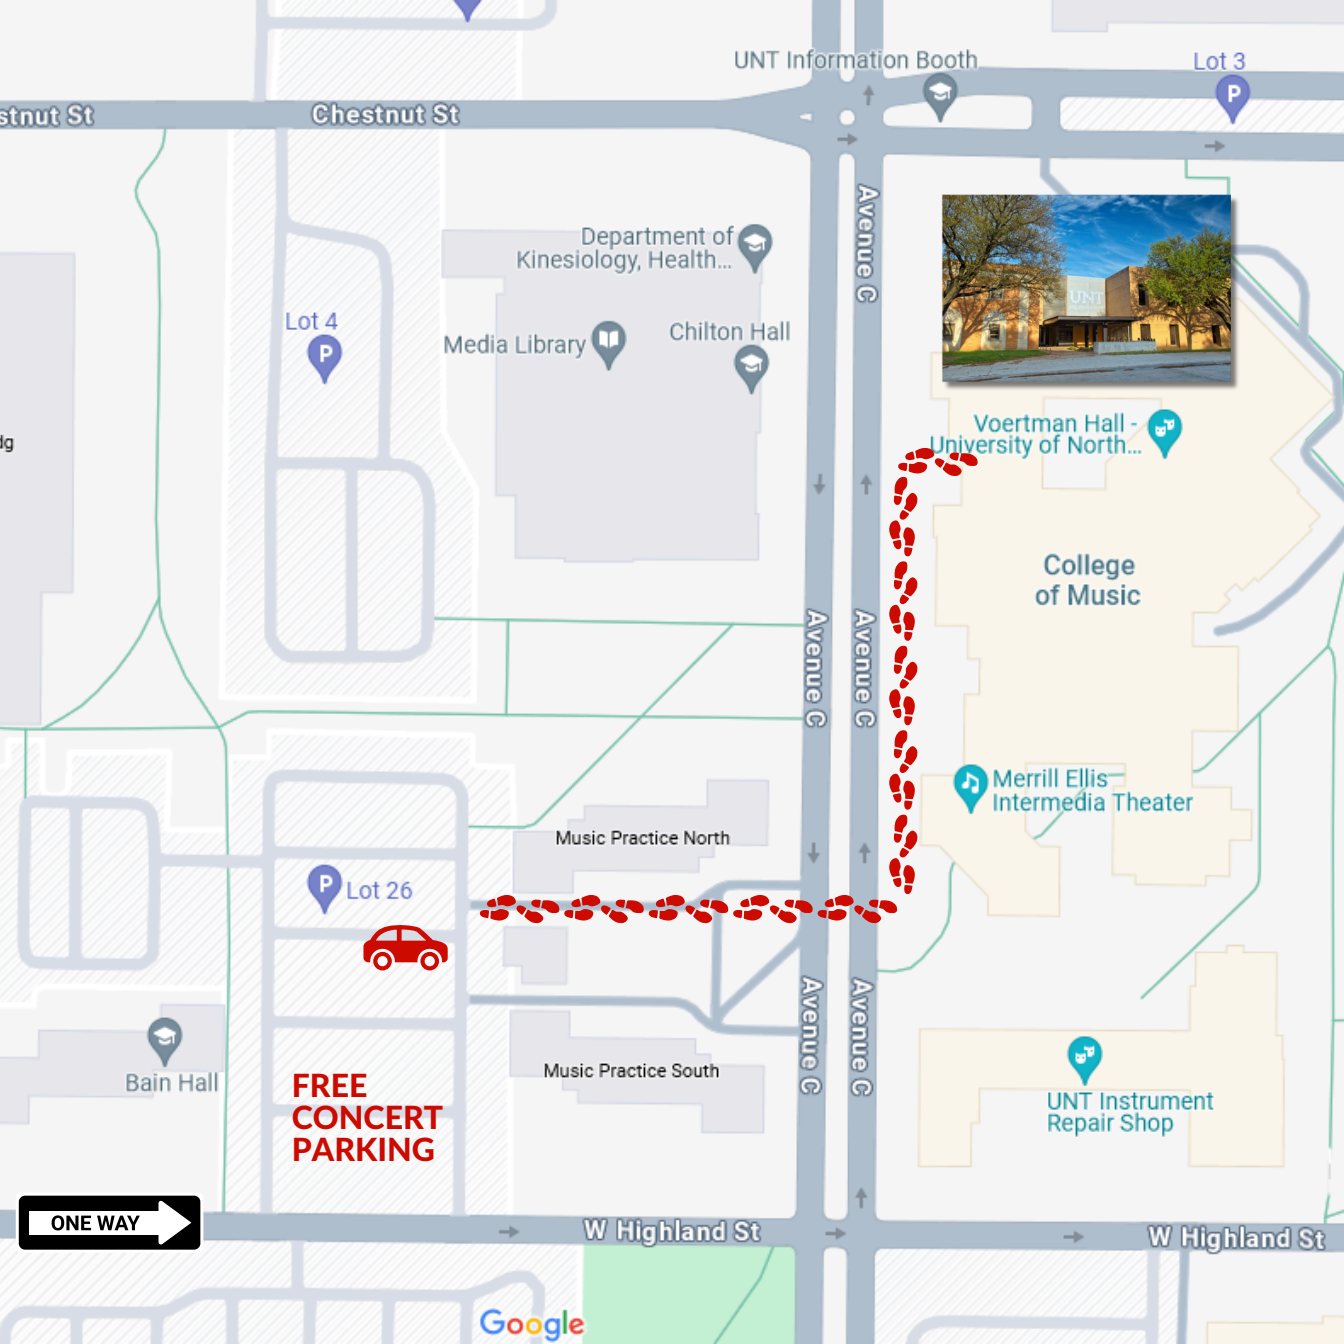 UNT Information Booth
Lot 3
P
stnut St
Chestnut St
Avenue C
UNT
Department of
Kinesiology, Health...
Lot 4
P
Media Library
Chilton Hall
Voertman Hall -
University of North...
dg
College
of Music
Avenue C
Avenue C
Merrill Ellis
Intermedia Theater
Music Practice North
P
Lot 26
Avenue C
Avenue C
Bain Hall
Music Practice South
FREE
CONCERT
PARKING
UNT Instrument
Repair Shop
ONE WAY
W Highland St
W Highland St
Google